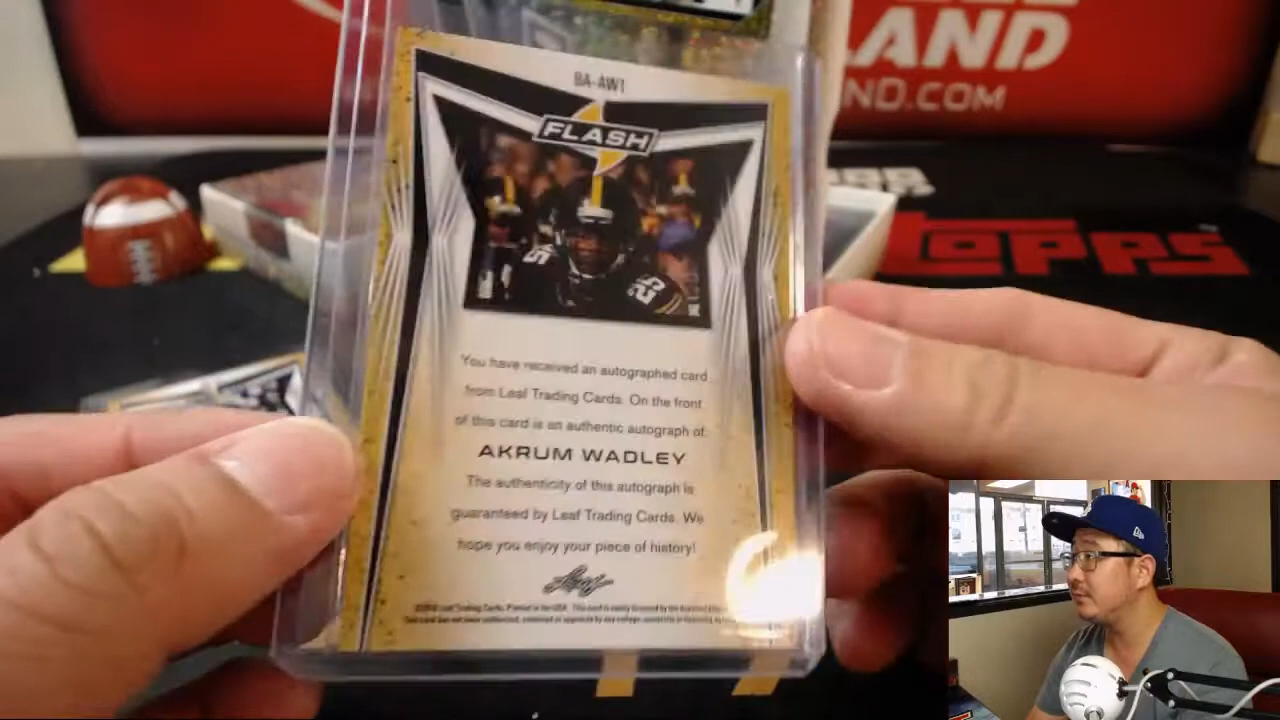 LAND
ND.COM
TOPPS
BA-AW1
FLASH
25
You have received an autographed card
from Leaf Trading Cards. On the front
of this card is an authentic autograph of:
AKRUM WADLEY
The authenticity of this autograph is
guaranteed by Leaf Trading Cards. We
hope you enjoy your piece of history!
Leaf